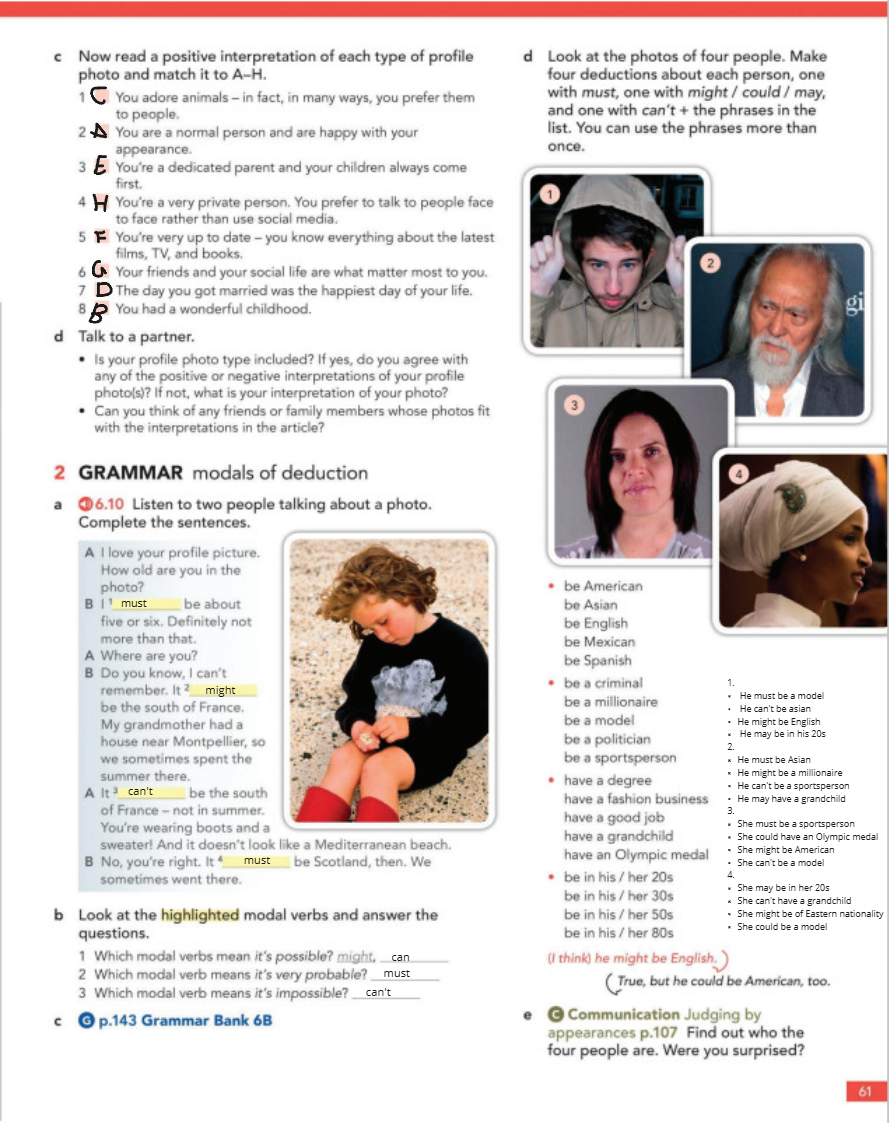 c Now read a positive interpretation of each type of profile
photo and match it to A–H.
1 C You adore animals – in fact, in many ways, you prefer them
to people.
2 A You are a normal person and are happy with your
appearance.
3 E You're a dedicated parent and your children always come
first.
4 H You're a very private person. You prefer to talk to people face
to face rather than use social media.
5 F You're very up to date – you know everything about the latest
films, TV, and books.
6 G Your friends and your social life are what matter most to you.
7 D The day you got married was the happiest day of your life.
8 B You had a wonderful childhood.
d Talk to a partner.
• Is your profile photo type included? If yes, do you agree with
any of the positive or negative interpretations of your profile
photo(s)? If not, what is your interpretation of your photo?
• Can you think of any friends or family members whose photos fit
with the interpretations in the article?
2 GRAMMAR modals of deduction
a 6.10 Listen to two people talking about a photo.
Complete the sentences.
A I love your profile picture.
How old are you in the
photo?
B I 1 must be about
five or six. Definitely not
more than that.
A Where are you?
B Do you know, I can't
remember. It 2 might
be the south of France.
My grandmother had a
house near Montpellier, so
we sometimes spent the
summer there.
A It 3 can't be the south
of France – not in summer.
You're wearing boots and a
sweater! And it doesn't look like a Mediterranean beach.
B No, you're right. It 4 must be Scotland, then. We
sometimes went there.
b Look at the highlighted modal verbs and answer the
questions.
1 Which modal verbs mean it's possible? might, can
2 Which modal verb means it's very probable? must
3 Which modal verb means it's impossible? can't
c G p.143 Grammar Bank 6B
d Look at the photos of four people. Make
four deductions about each person, one
with must, one with might / could / may,
and one with can't + the phrases in the
list. You can use the phrases more than
once.
1
2
gi
3
4
• be American
be Asian
be English
be Mexican
be Spanish
• be a criminal
be a millionaire
be a model
be a politician
be a sportsperson
• have a degree
have a fashion business
have a good job
have a grandchild
have an Olympic medal
• be in his / her 20s
be in his / her 30s
be in his / her 50s
be in his / her 80s
1.
• He must be a model
• He can't be asian
• He might be English
• He may be in his 20s
2.
• He must be Asian
• He might be a millionaire
• He can't be a sportsperson
• He may have a grandchild
3.
• She must be a sportsperson
• She could have an Olympic medal
• She might be American
• She can't be a model
4.
• She may be in her 20s
• She can't have a grandchild
• She might be of Eastern nationality
• She could be a model
(I think) he might be English.
True, but he could be American, too.
e C Communication Judging by
appearances p.107 Find out who the
four people are. Were you surprised?
61